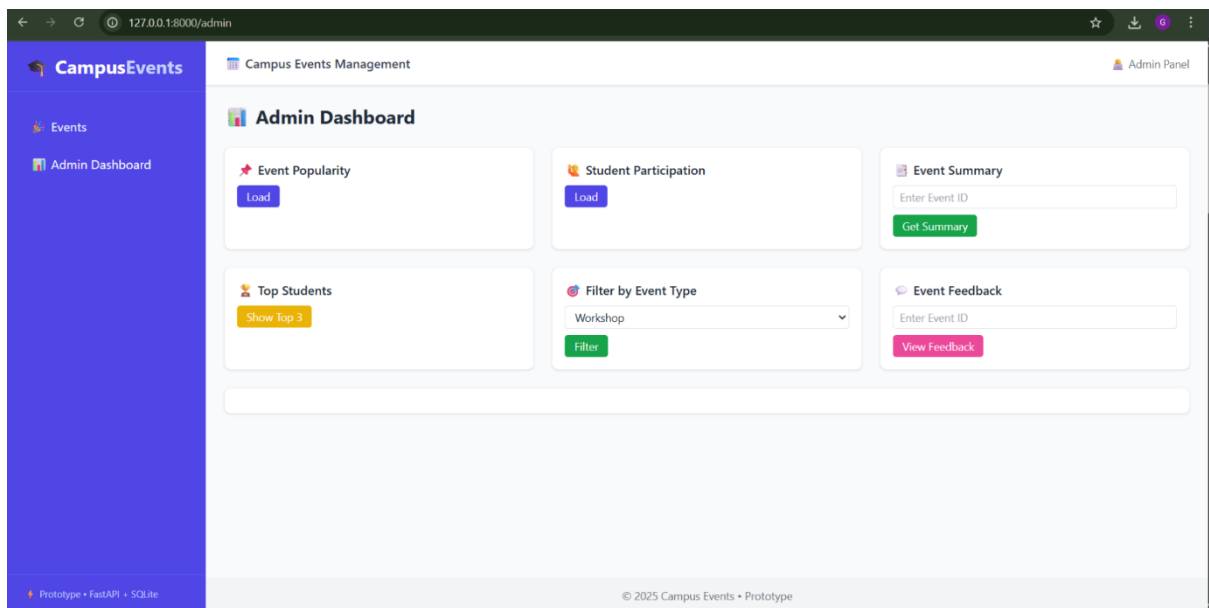 127.0.0.1:8000/admin
G
CampusEvents
Campus Events Management
Admin Panel
Events
Admin Dashboard
Admin Dashboard
Event Popularity
Load
Student Participation
Load
Event Summary
Enter Event ID
Get Summary
Top Students
Show Top 3
Filter by Event Type
Workshop
Filter
Event Feedback
Enter Event ID
View Feedback
Prototype • FastAPI + SQLite
© 2025 Campus Events • Prototype